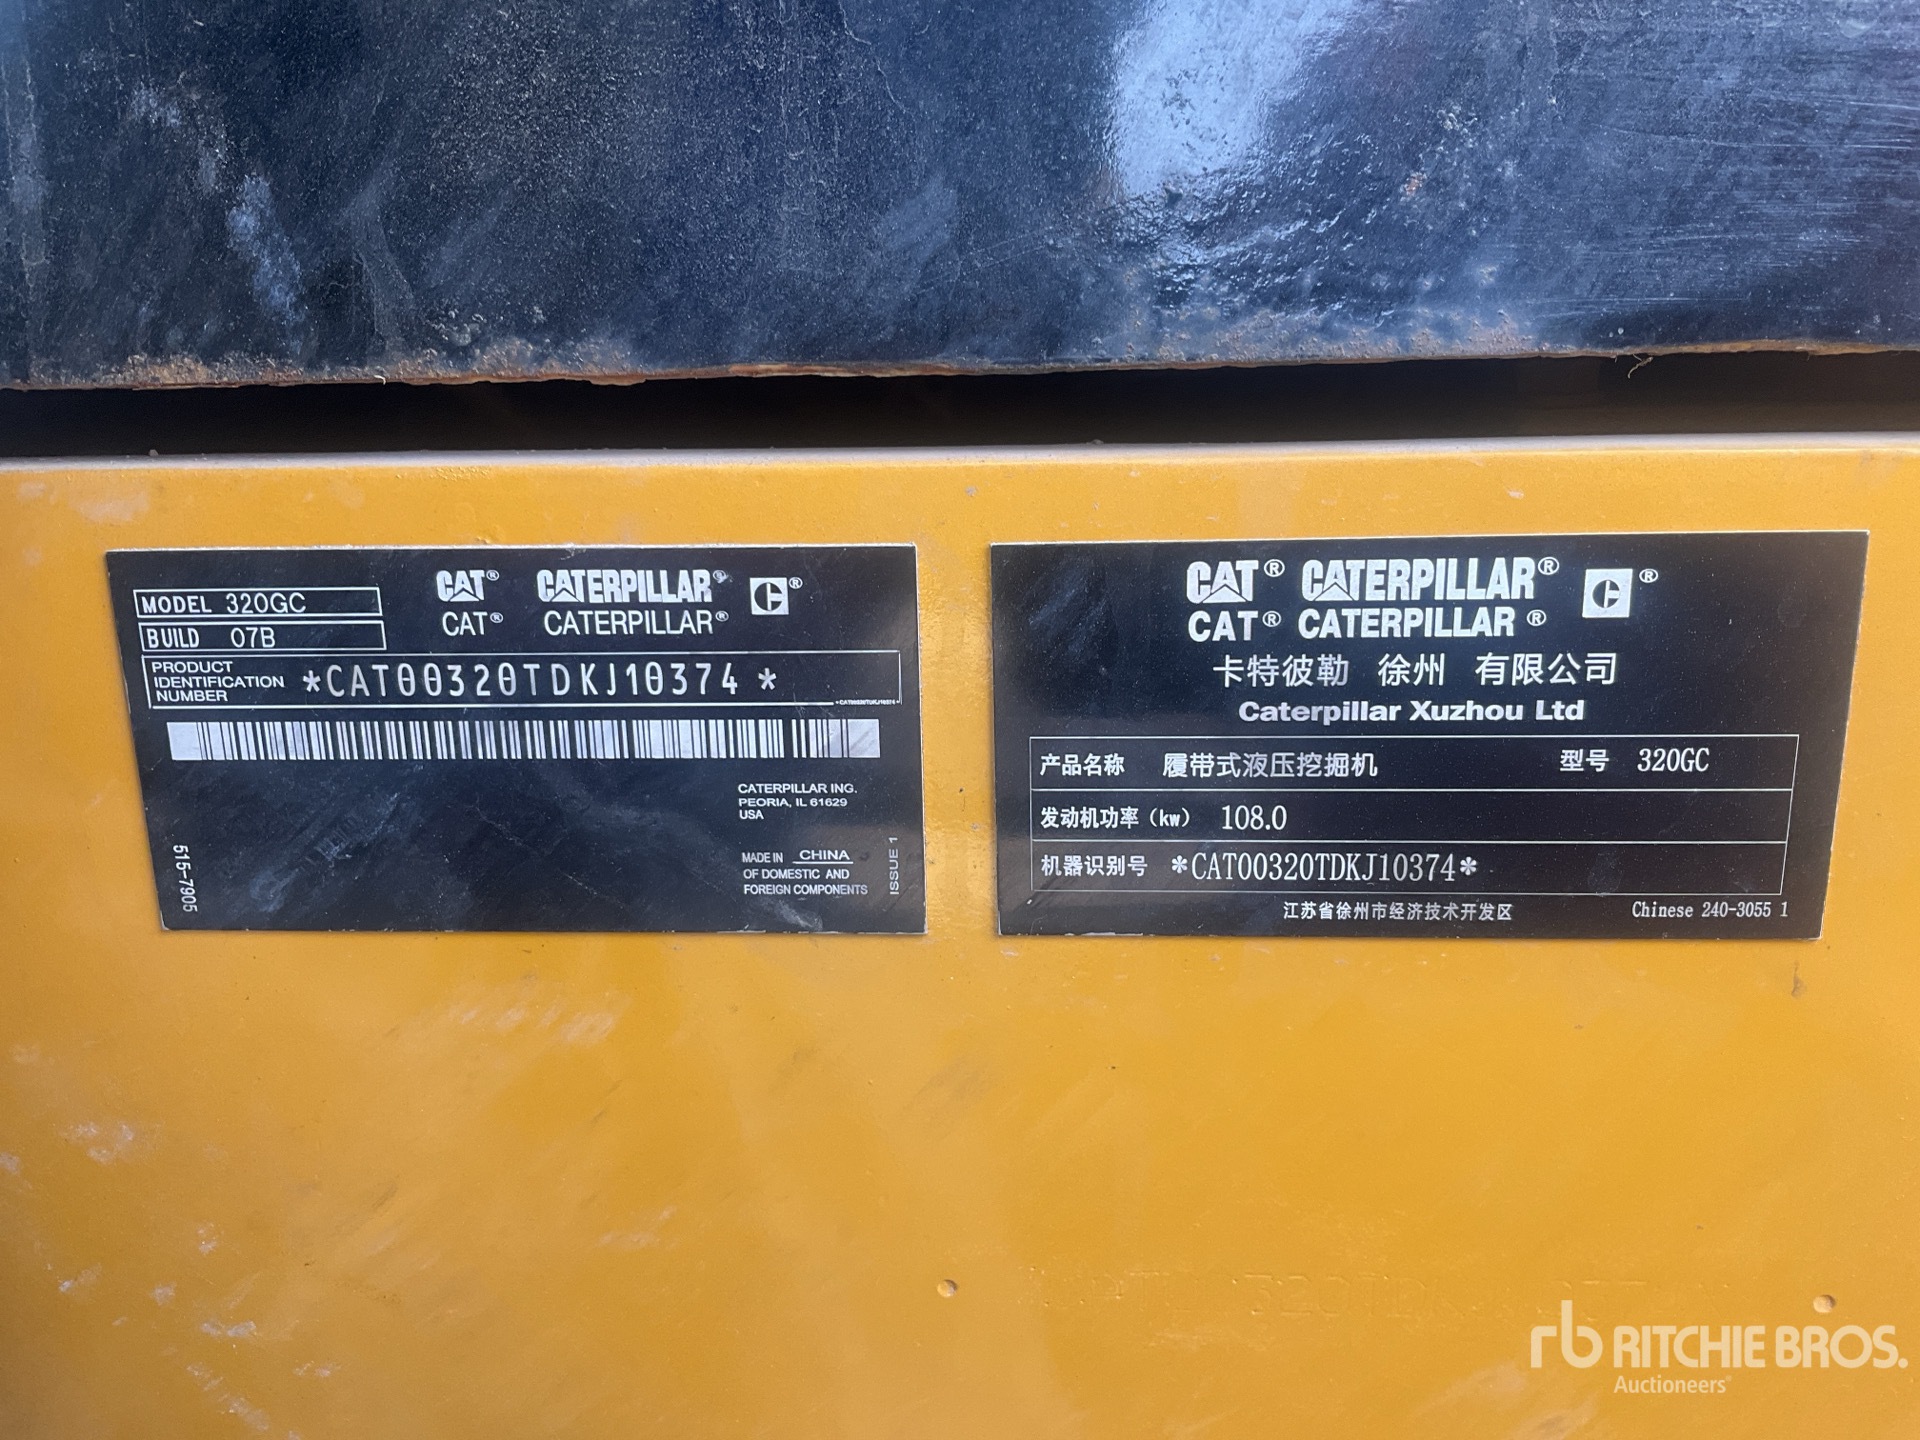 MODEL 320GC
BUILD 07B
CAT® CATERPILLAR® C®
CAT® CATERPILLAR®
PRODUCT IDENTIFICATION NUMBER *CAT00320TDKJ10374*
*CAT00320TDKJ10374*
CATERPILLAR INC.
PEORIA, IL 61629
USA
MADE IN CHINA
OF DOMESTIC AND
FOREIGN COMPONENTS
515-7905
ISSUE 1
CAT® CATERPILLAR® C®
CAT® CATERPILLAR®
卡特彼勒 徐州 有限公司
Caterpillar Xuzhou Ltd
产品名称 履带式液压挖掘机 型号 320GC
发动机功率（kw） 108.0
机器识别号 *CAT00320TDKJ10374*
江苏省徐州市经济技术开发区 Chinese 240-3055 1
rb RITCHIE BROS.
Auctioneers